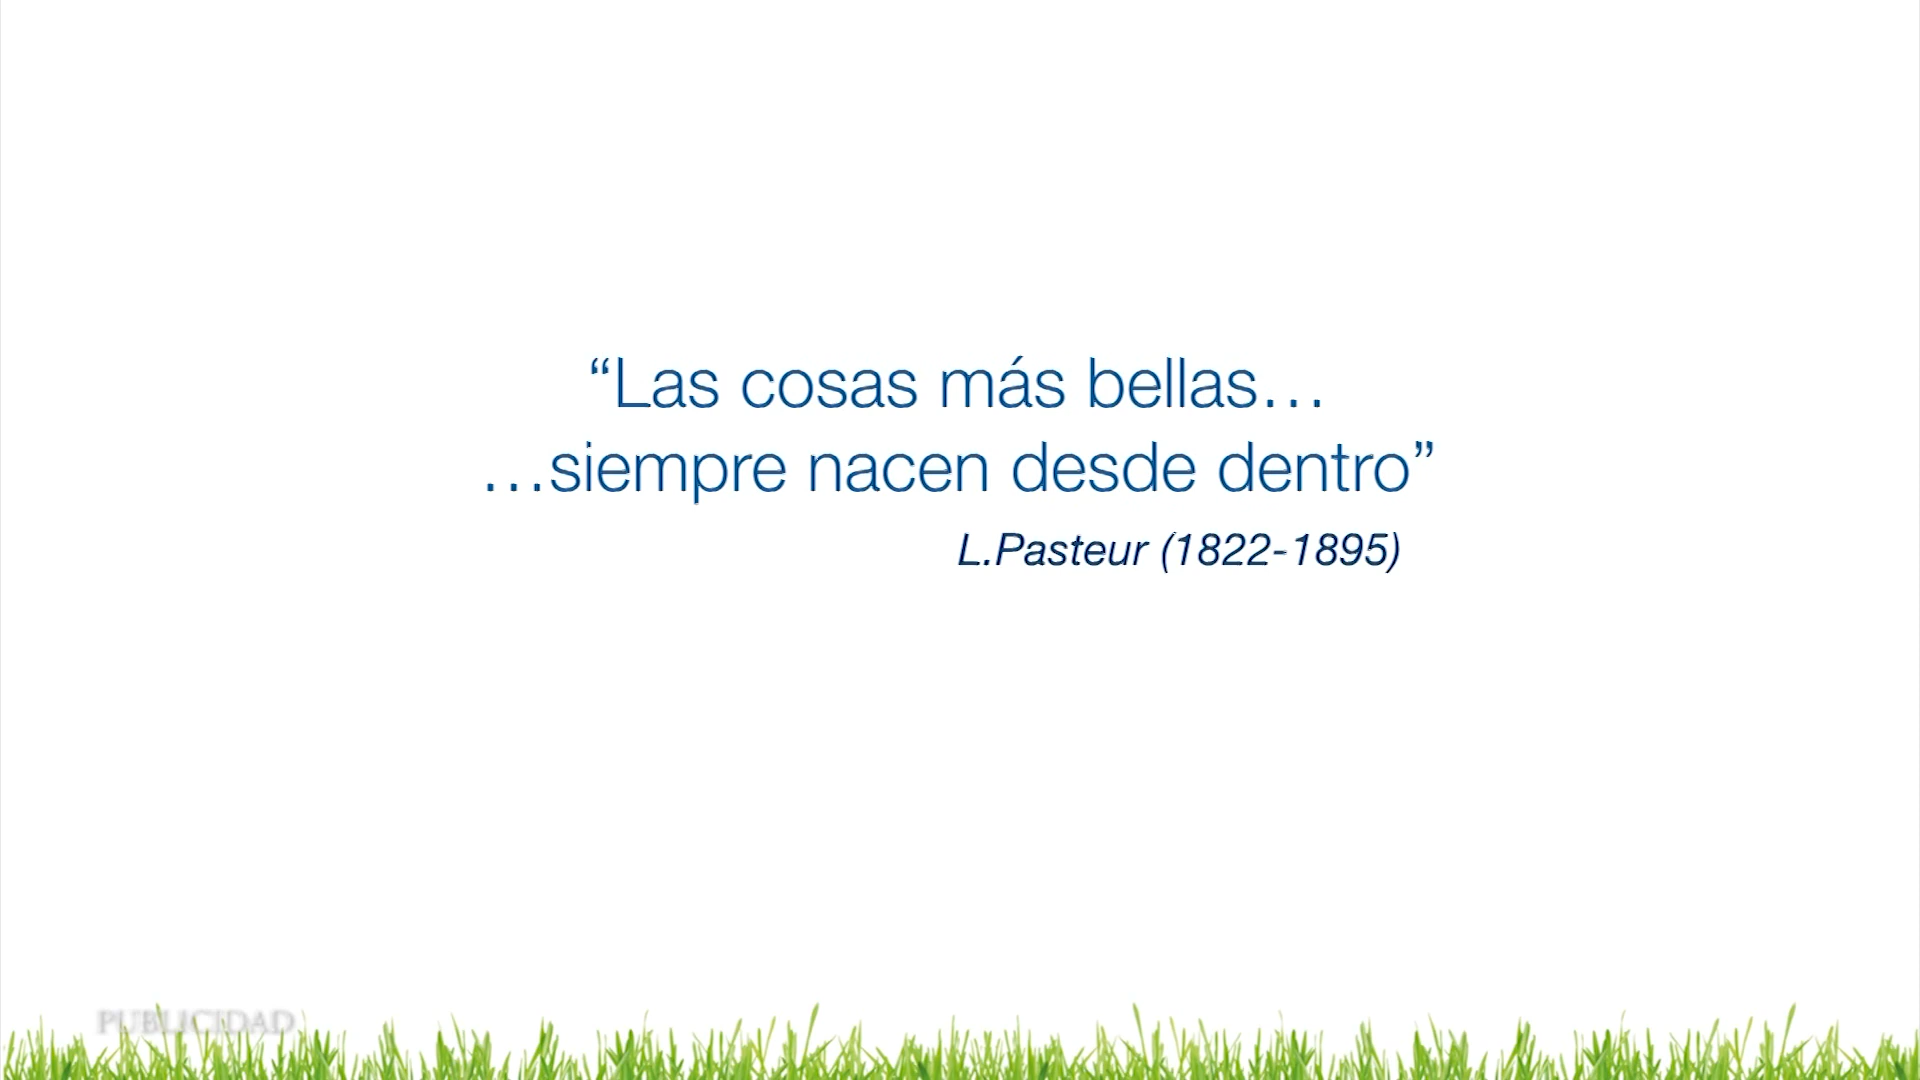 “Las cosas más bellas…
…siempre nacen desde dentro”
L.Pasteur (1822-1895)
PUBLICIDAD